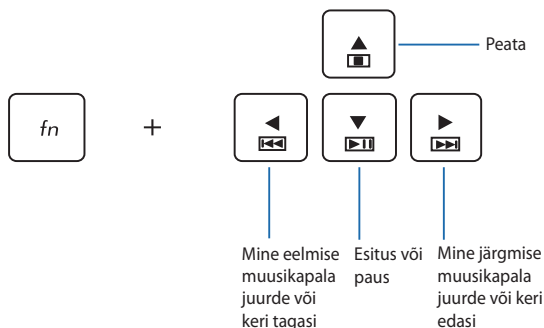 Peata
fn
+
Mine eelmise
muusikapala
juurde või
keri tagasi
Esitus või
paus
Mine järgmise
muusikapala
juurde või keri
edasi